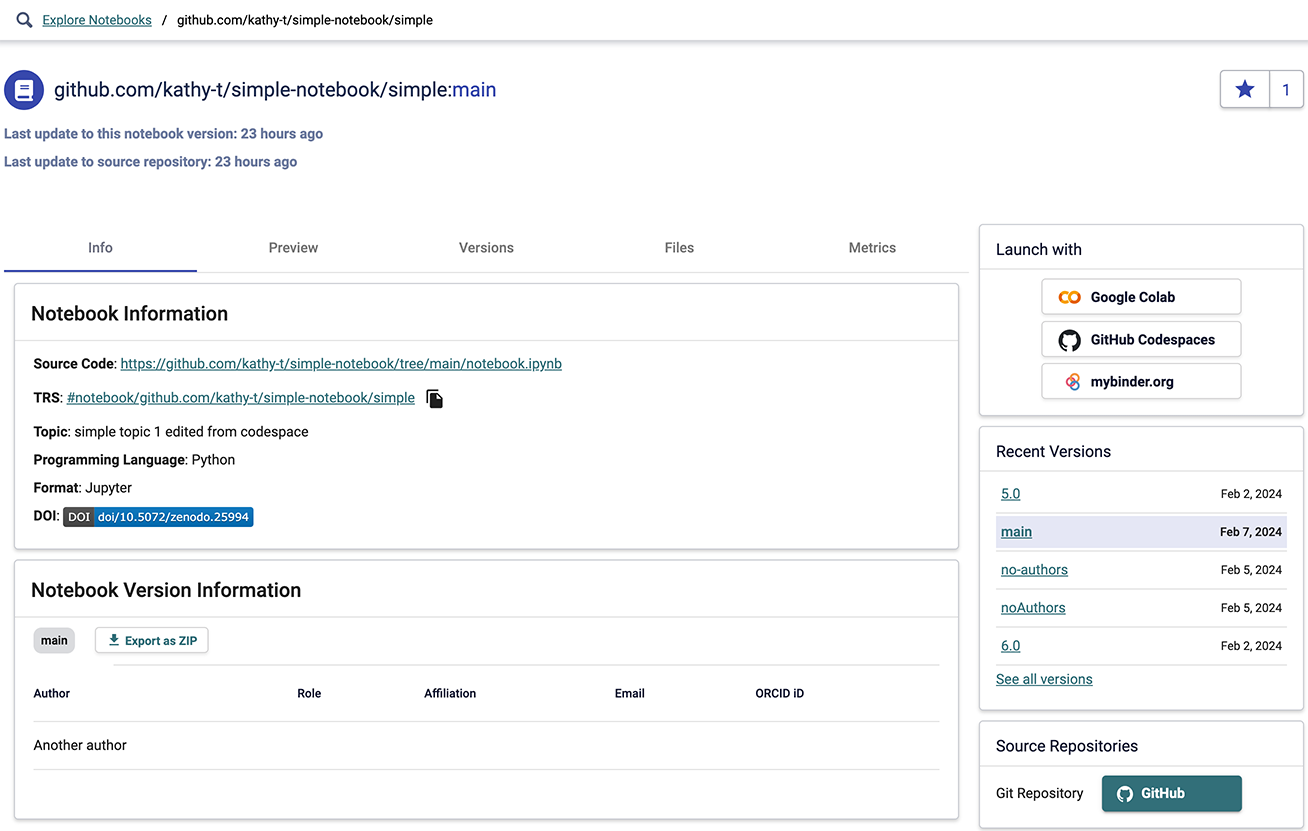 Explore Notebooks / github.com/kathy-t/simple-notebook/simple
github.com/kathy-t/simple-notebook/simple:main
1
Last update to this notebook version: 23 hours ago
Last update to source repository: 23 hours ago
Info Preview Versions Files Metrics
Notebook Information
Source Code: https://github.com/kathy-t/simple-notebook/tree/main/notebook.ipynb
TRS: #notebook/github.com/kathy-t/simple-notebook/simple
Topic: simple topic 1 edited from codespace
Programming Language: Python
Format: Jupyter
DOI: DOI doi/10.5072/zenodo.25994
Notebook Version Information
main Export as ZIP
Author Role Affiliation Email ORCID iD
Another author
Launch with
Google Colab
GitHub Codespaces
mybinder.org
Recent Versions
5.0 Feb 2, 2024
main Feb 7, 2024
no-authors Feb 5, 2024
noAuthors Feb 5, 2024
6.0 Feb 2, 2024
See all versions
Source Repositories
Git Repository GitHub